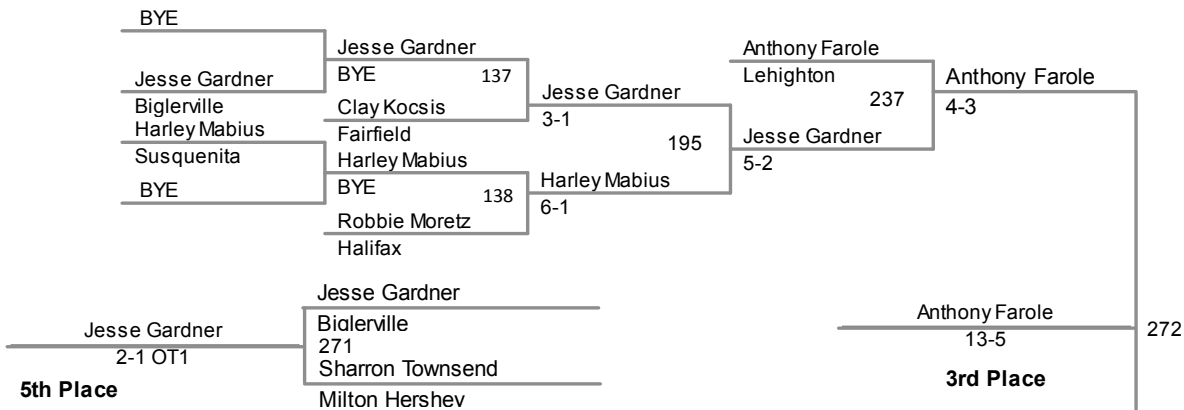 BYE
Jesse Gardner
Biglerville
Harley Mabius
Susquenita
BYE
Jesse Gardner
BYE
137
Clay Kocsis
Fairfield
Harley Mabius
BYE
138
Robbie Moretz
Halifax
Jesse Gardner
3-1
195
Harley Mabius
6-1
Anthony Farole
Lehighton
237
Jesse Gardner
5-2
Anthony Farole
4-3
Jesse Gardner
Biglerville
271
Sharron Townsend
Milton Hershey
Jesse Gardner
2-1 OT1
5th Place
Anthony Farole
13-5
272
3rd Place